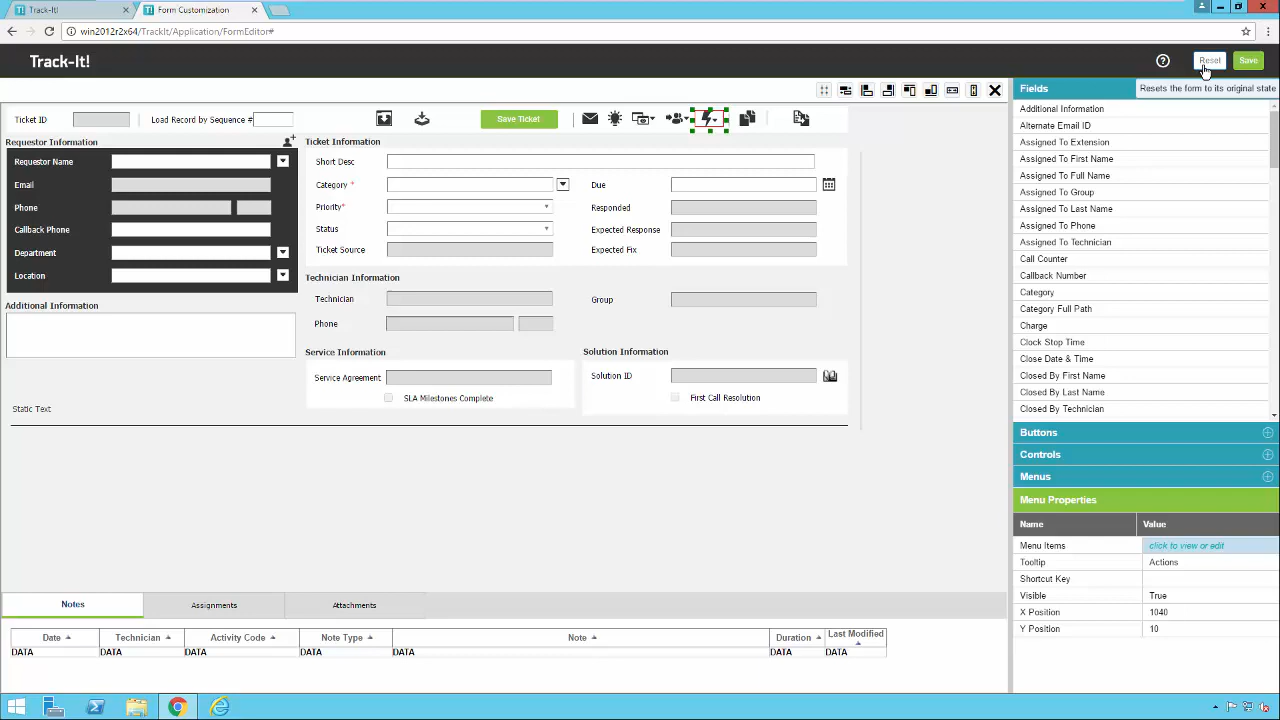 Track-It!
Form Customization
win2012r2x64/TrackIt/Application/FormEditor#
Track-It!
Reset
Save
Resets the form to its original state
Ticket ID
Load Record by Sequence #
Save Ticket
Requestor Information
Requestor Name
Email
Phone
Callback Phone
Department
Location
Additional Information
Static Text
Ticket Information
Short Desc
Category *
Due
Priority*
Responded
Status
Expected Response
Ticket Source
Expected Fix
Technician Information
Technician
Group
Phone
Service Information
Service Agreement
SLA Milestones Complete
Solution Information
Solution ID
First Call Resolution
Notes
Assignments
Attachments
Date Technician Activity Code Note Type Note Duration Last Modified
DATA DATA DATA DATA DATA DATA DATA
Fields
Additional Information
Alternate Email ID
Assigned To Extension
Assigned To First Name
Assigned To Full Name
Assigned To Group
Assigned To Last Name
Assigned To Phone
Assigned To Technician
Call Counter
Callback Number
Category
Category Full Path
Charge
Clock Stop Time
Close Date & Time
Closed By First Name
Closed By Last Name
Closed By Technician
Buttons
Controls
Menus
Menu Properties
Name Value
Menu Items click to view or edit
Tooltip Actions
Shortcut Key
Visible True
X Position 1040
Y Position 10